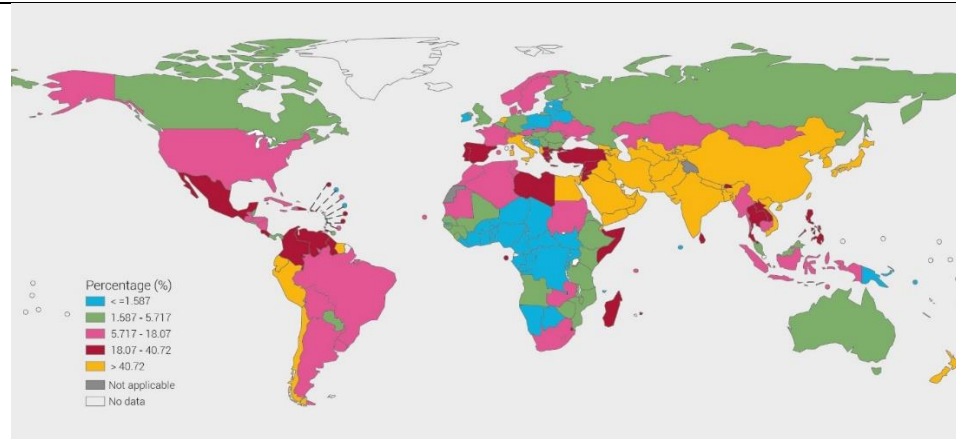 Percentage (%)
< =1.587
1.587 - 5.717
5.717 - 18.07
18.07 - 40.72
> 40.72
Not applicable
No data